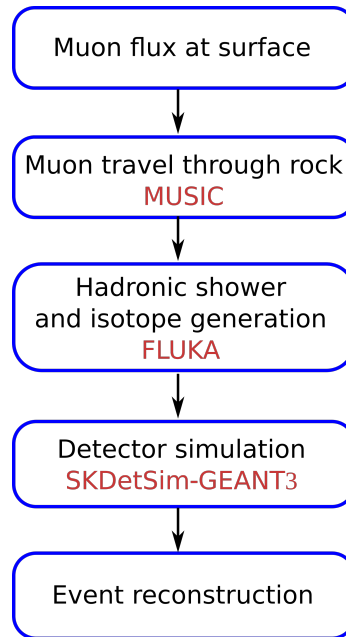 Muon flux at surface
Muon travel through rock
MUSIC
Hadronic shower
and isotope generation
FLUKA
Detector simulation
SKDetSim-GEANT3
Event reconstruction